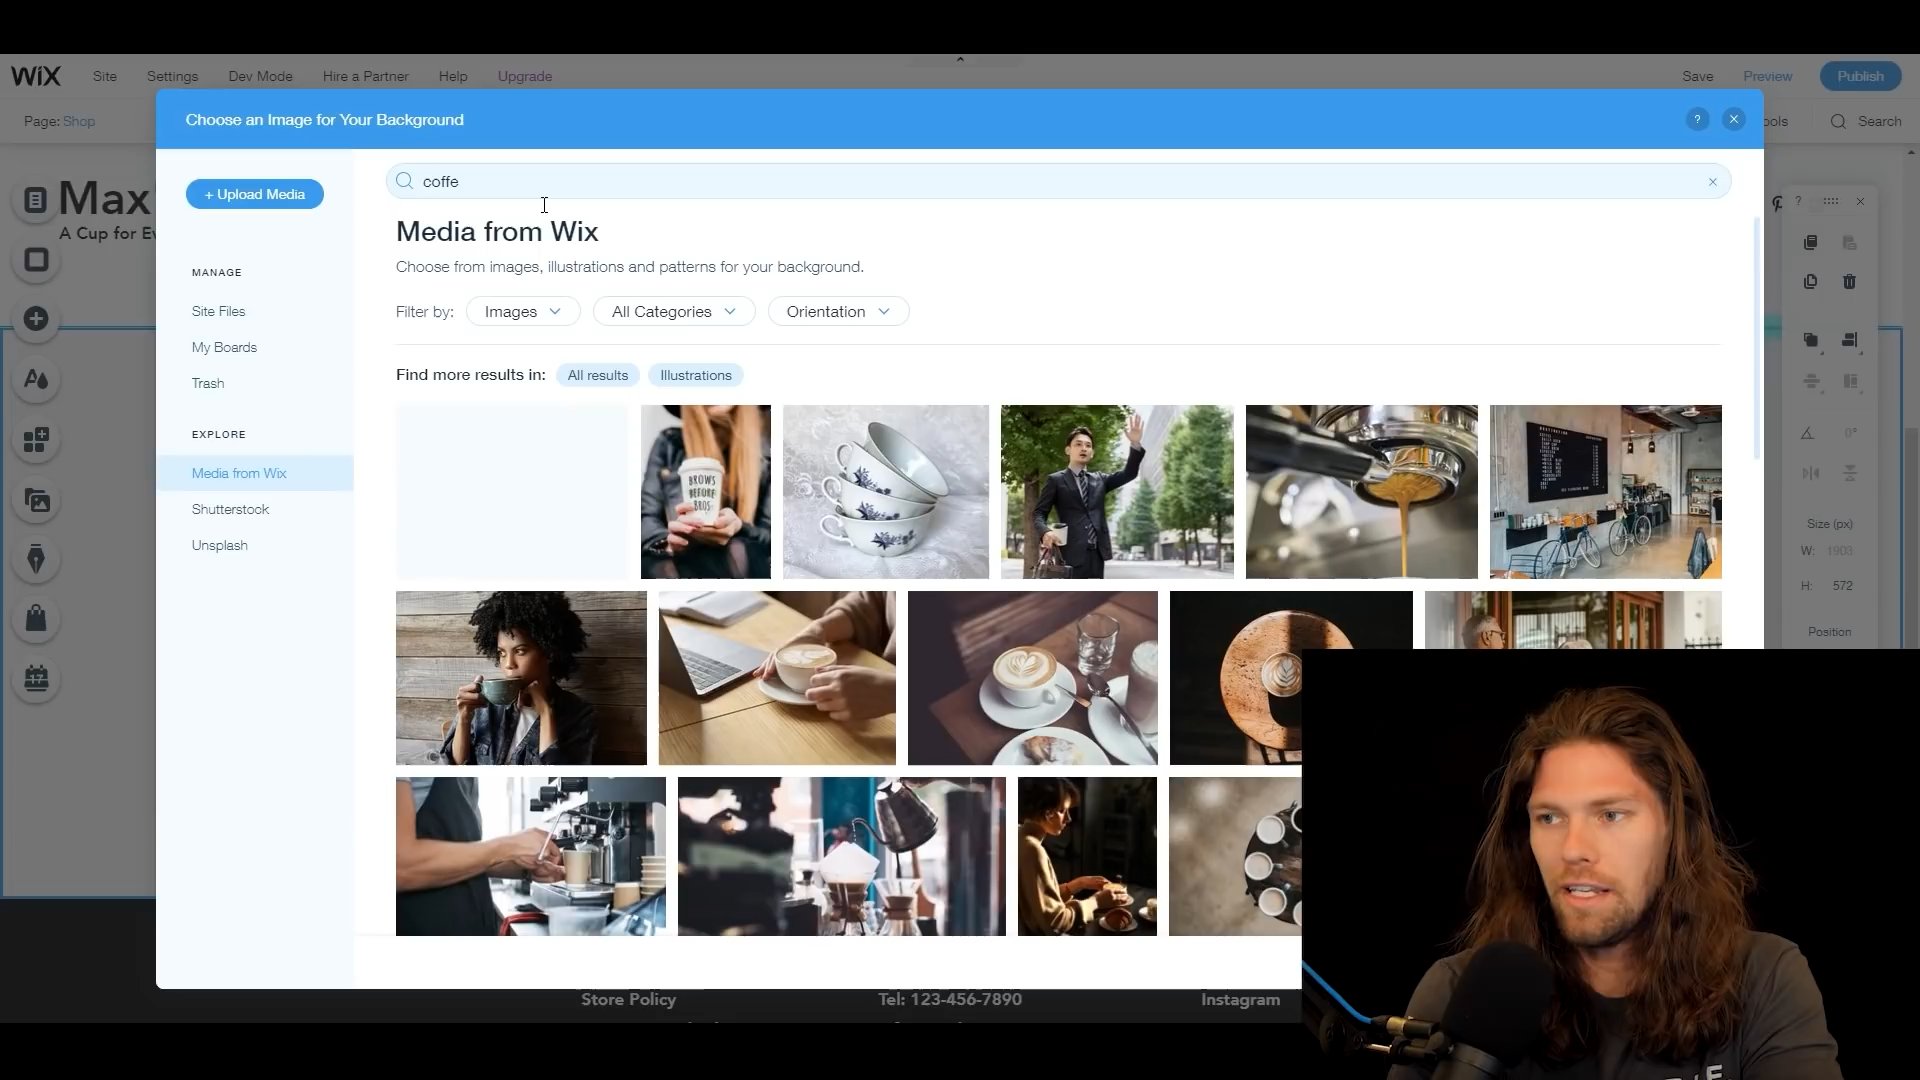 WiX Site Settings Dev Mode Hire a Partner Help Upgrade Save Preview Publish
Page: Shop
Search
Choose an Image for Your Background
?
+ Upload Media
coffe
Max'
A Cup for Ev
Media from Wix
Choose from images, illustrations and patterns for your background.
MANAGE
Site Files
My Boards
Trash
EXPLORE
Media from Wix
Shutterstock
Unsplash
Filter by: Images All Categories Orientation
Find more results in: All results Illustrations
BROWS
BEFORE
BROS
17
?
0°
Size (px)
W: 1903
H: 572
Position
Store Policy
Tel: 123-456-7890
Instagram